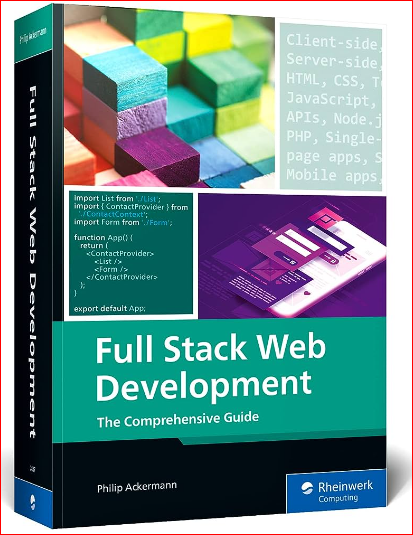 Philip Ackermann
Full Stack Web Development
Client-side,
Server-side,
HTML, CSS, T
JavaScript,
APIs, Node.j
PHP, Single-
page apps, S
Mobile apps,
import List from './List';
import { ContactProvider } from
'./ContactContext';
import Form from './Form';
function App() {
return (
<ContactProvider>
<List />
<Form />
</ContactProvider>
);
}
export default App;
Full Stack Web
Development
The Comprehensive Guide
Philip Ackermann
Rheinwerk
Computing